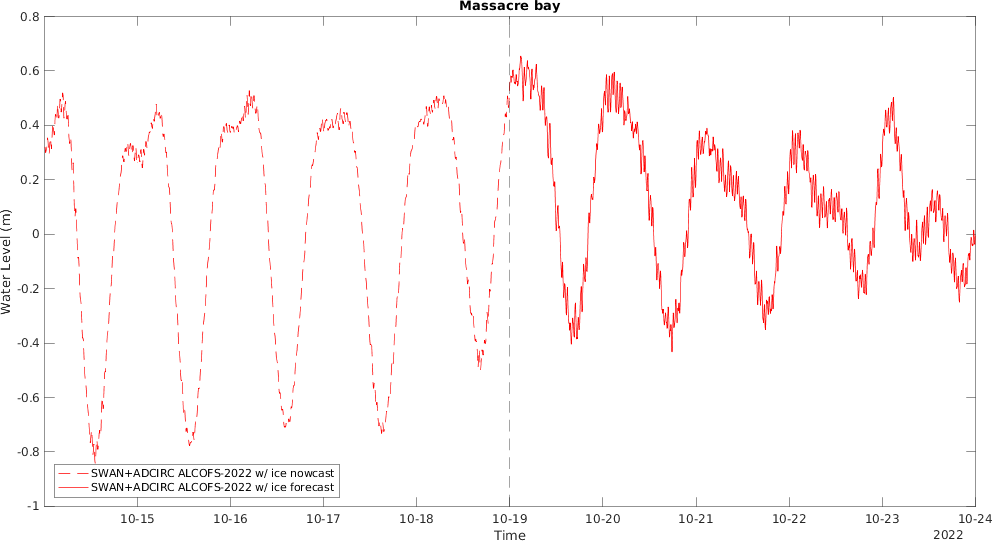 Massacre bay
0.8
0.6
0.4
0.2
0
-0.2
-0.4
-0.6
-0.8
-1
Water Level (m)
SWAN+ADCIRC ALCOFS-2022 w/ ice nowcast
SWAN+ADCIRC ALCOFS-2022 w/ ice forecast
10-15 10-16 10-17 10-18 10-19 10-20 10-21 10-22 10-23 10-24
Time
2022